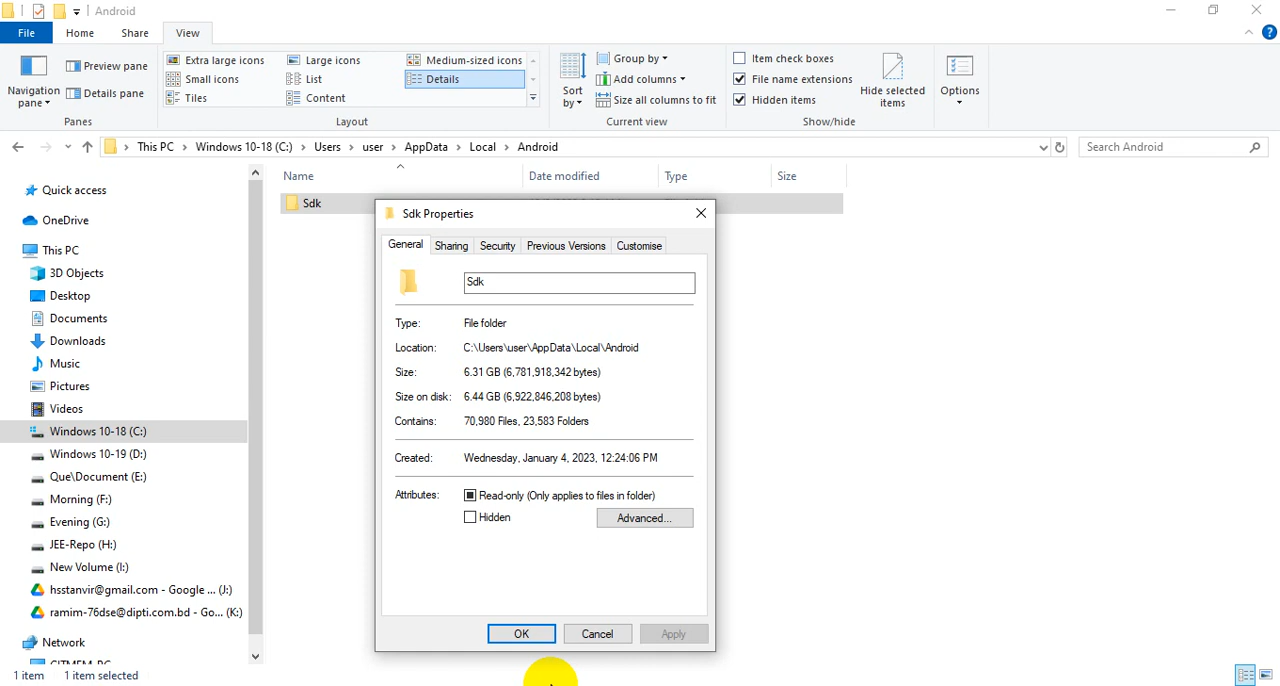 Android
File
Home
Share
View
Navigation pane
Preview pane
Details pane
Panes
Extra large icons
Large icons
Medium-sized icons
Small icons
List
Details
Tiles
Content
Layout
Sort by
Group by
Add columns
Size all columns to fit
Current view
Item check boxes
File name extensions
Hidden items
Hide selected items
Show/hide
Options
This PC > Windows 10-18 (C:) > Users > user > AppData > Local > Android
Search Android
Name
Date modified
Type
Size
Sdk
Quick access
OneDrive
This PC
3D Objects
Desktop
Documents
Downloads
Music
Pictures
Videos
Windows 10-18 (C:)
Windows 10-19 (D:)
Que\Document (E:)
Morning (F:)
Evening (G:)
JEE-Repo (H:)
New Volume (I:)
hsstanvir@gmail.com - Google ... (J:)
ramim-76dse@dipti.com.bd - Go... (K:)
Network
Sdk Properties
General
Sharing
Security
Previous Versions
Customise
Sdk
Type: File folder
Location: C:\Users\user\AppData\Local\Android
Size: 6.31 GB (6,781,918,342 bytes)
Size on disk: 6.44 GB (6,922,846,208 bytes)
Contains: 70,980 Files, 23,583 Folders
Created: Wednesday, January 4, 2023, 12:24:06 PM
Attributes: Read-only (Only applies to files in folder)
Hidden
Advanced...
OK
Cancel
Apply
1 item
1 item selected